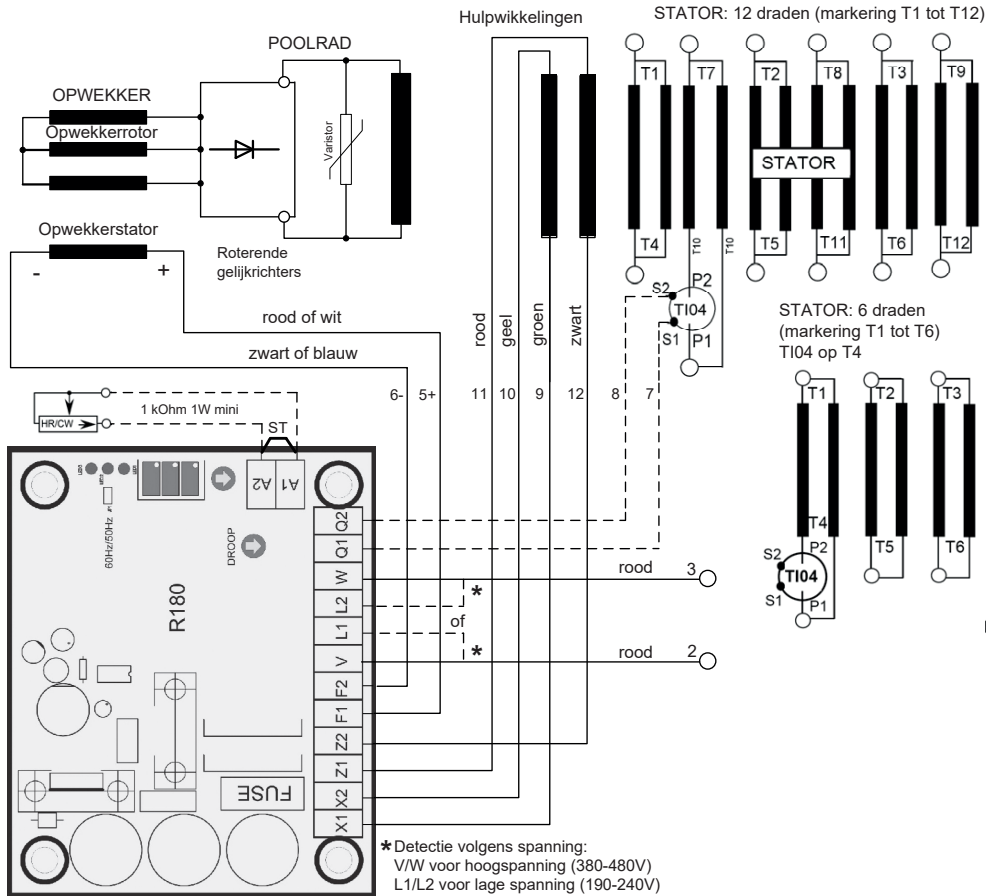 Hulpwikkelingen
STATOR: 12 draden (markering T1 tot T12)
POOLRAD
OPWEKKER
Opwekkerrotor
Varistor
Roterende
gelijkrichters
Opwekkerstator
- +
rood of wit
zwart of blauw
T1 T7 T2 T8 T3 T9
STATOR
T4 T10 T10 T5 T11 T6 T12
S2 P2
TI04
S1 P1
STATOR: 6 draden
(markering T1 tot T6)
TI04 op T4
T1 T2 T3
T4 T5 T6
S2 P2
TI04
S1 P1
rood geel groen zwart
6- 5+ 11 10 9 12 8 7
1 kOhm 1W mini
HR/CW
ST
A2 A1
60Hz/50Hz
DROOP
R180
FUSE
Q2
Q1
W
L2
L1
V
F2
F1
Z2
Z1
X2
X1
rood 3
*
of
*
rood 2
* Detectie volgens spanning:
V/W voor hoogspanning (380-480V)
L1/L2 voor lage spanning (190-240V)